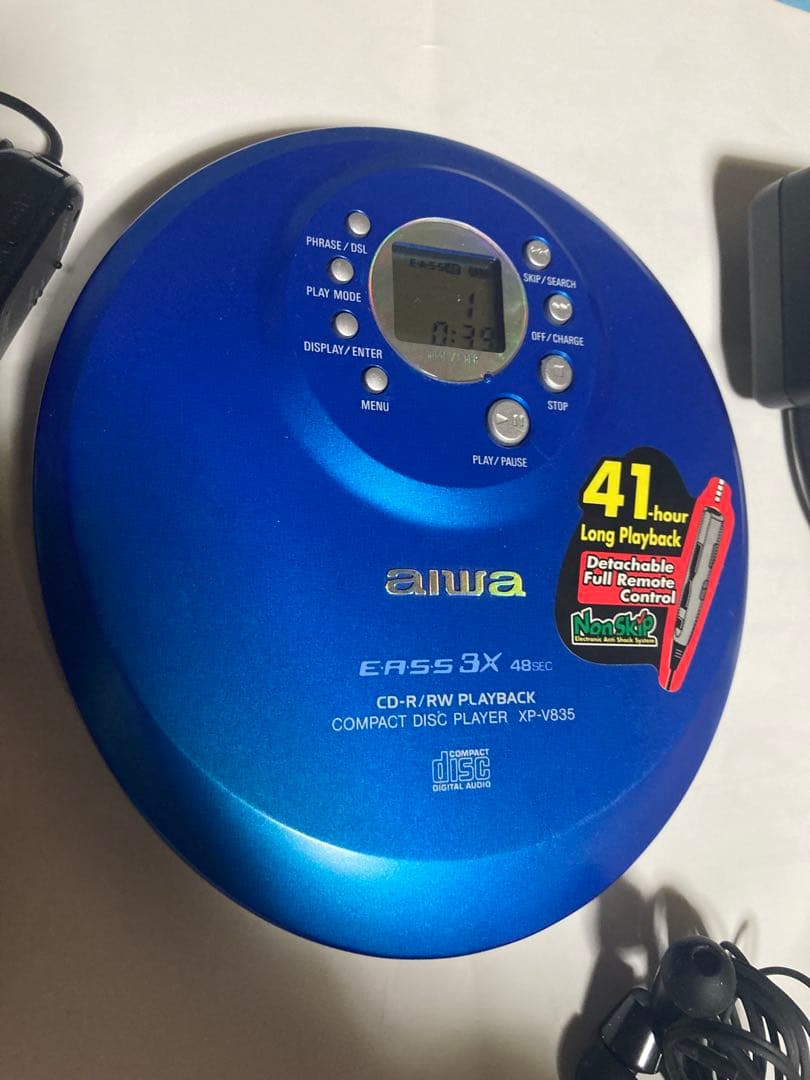 PHRASE/DSL
PLAY MODE
DISPLAY/ENTER
MENU
E·A·S·S
1
0:39
SKIP/SEARCH
OFF/CHARGE
STOP
PLAY/PAUSE
41-hour
Long Playback
Detachable
Full Remote
Control
NonSkiP
Electronic Anti Shock System
aiwa
E·A·S·S 3X 48SEC
CD-R/RW PLAYBACK
COMPACT DISC PLAYER XP-V835
COMPACT
disc
DIGITAL AUDIO